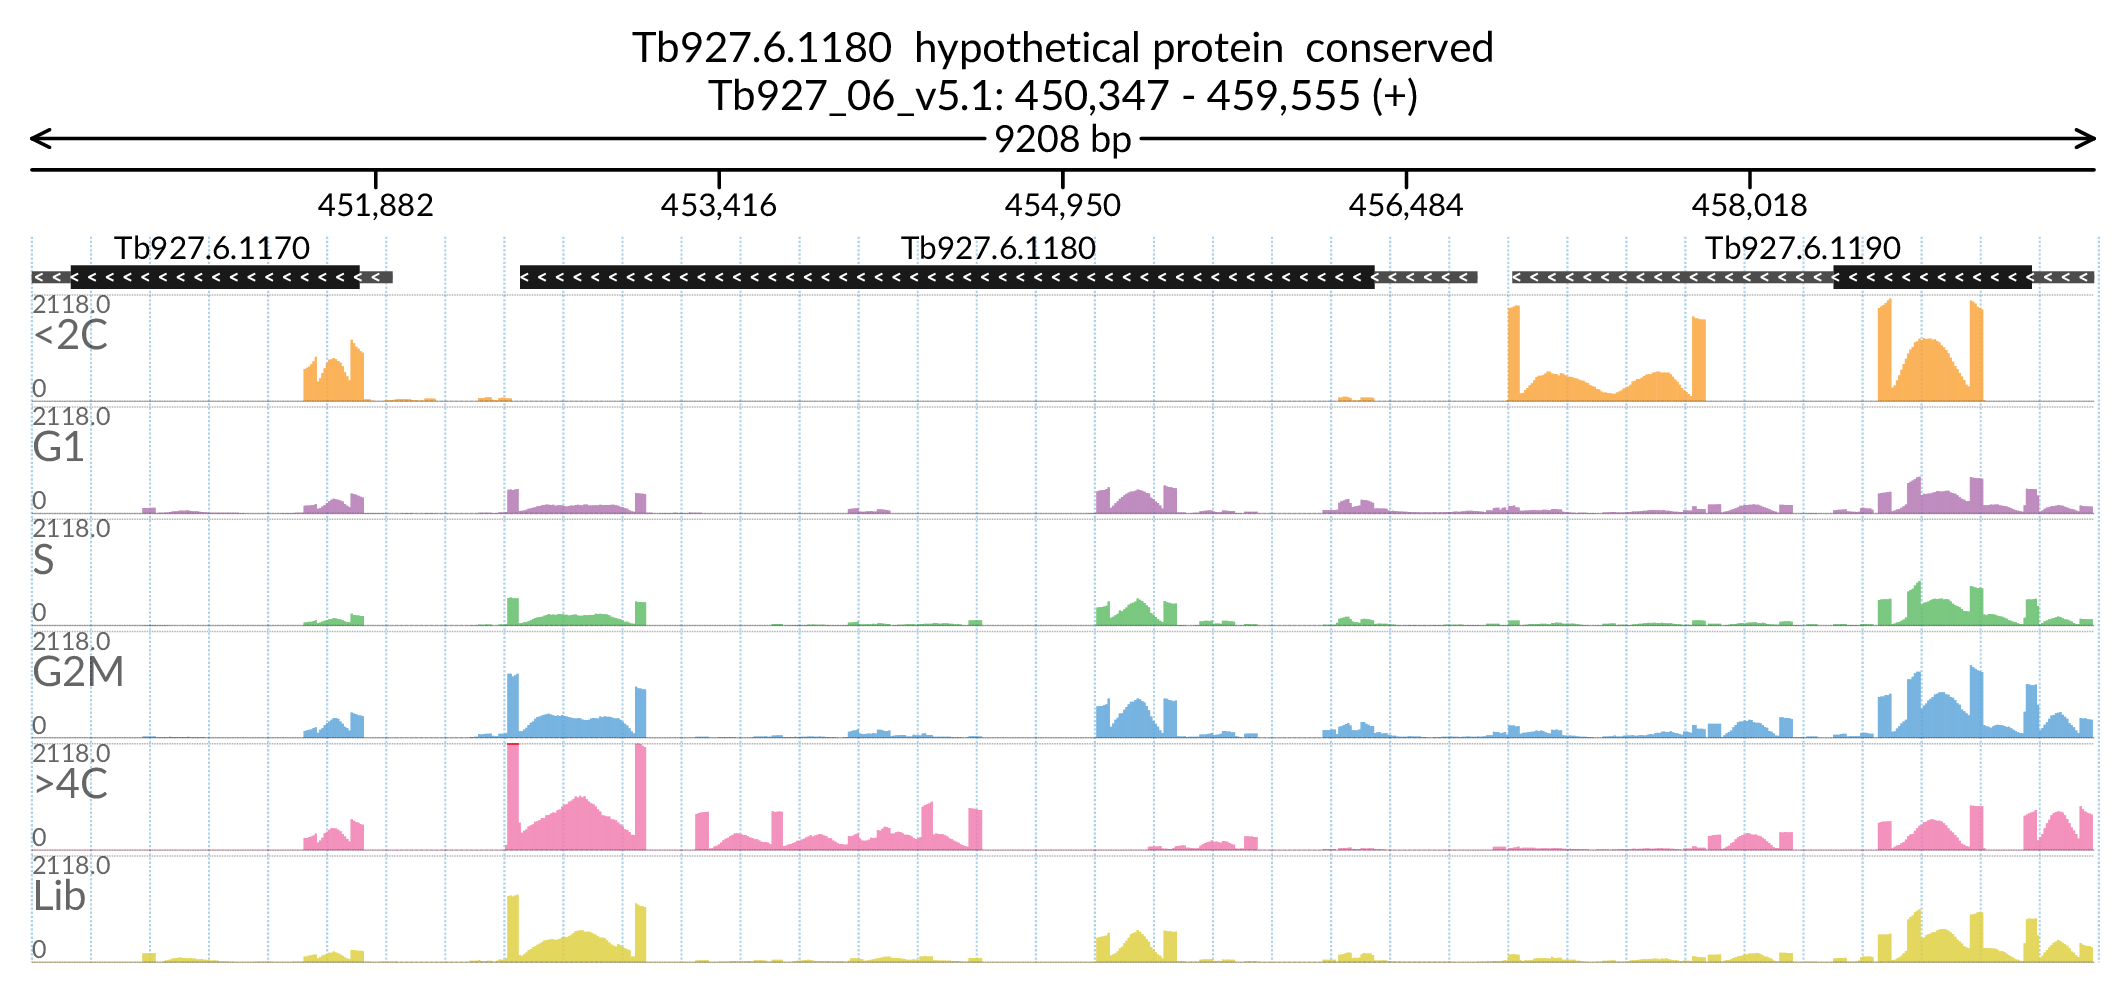 Tb927.6.1180  hypothetical protein  conserved
Tb927_06_v5.1: 450,347 - 459,555 (+)
9208 bp
451,882 453,416 454,950 456,484 458,018
Tb927.6.1170 Tb927.6.1180 Tb927.6.1190
2118.0
<2C
0
2118.0
G1
0
2118.0
S
0
2118.0
G2M
0
2118.0
>4C
0
2118.0
Lib
0